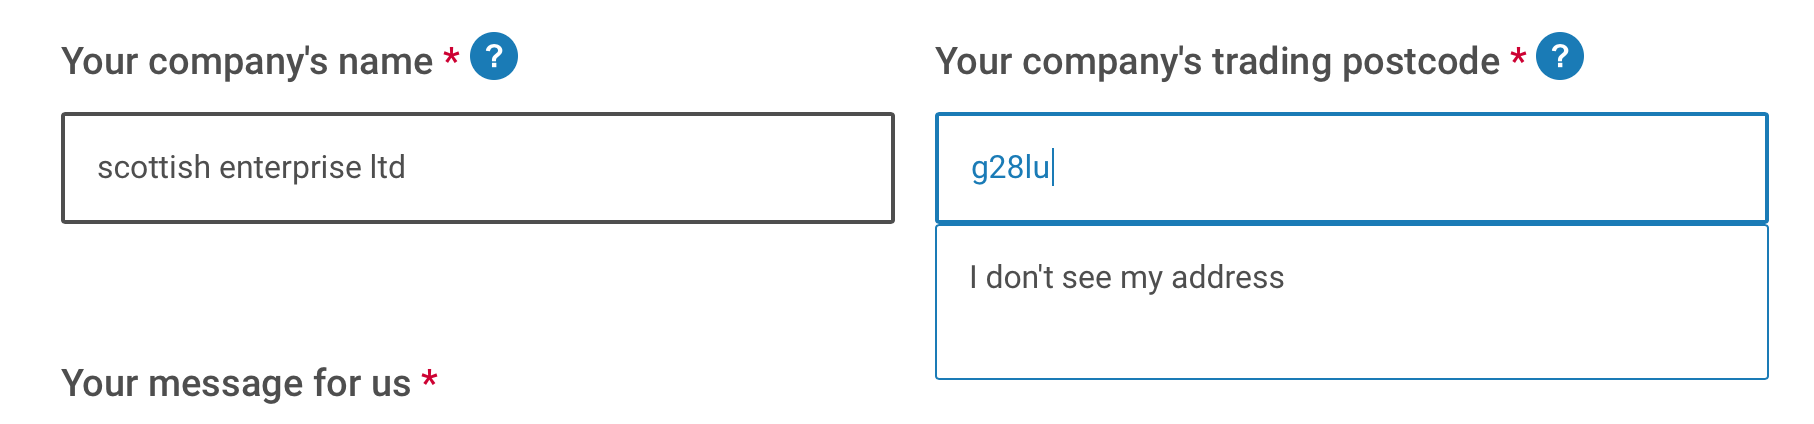 Your company's name * ?
Your company's trading postcode * ?
scottish enterprise ltd
g28lu
I don't see my address
Your message for us *